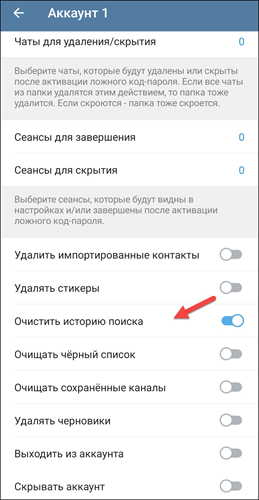 Аккаунт 1
Чаты для удаления/скрытия 0
Выберите чаты, которые будут удалены или скрыты
после активации ложного код-пароля. Если все чаты
из папки удалятся этим действием, то папка тоже
удалится. Если скроются - папка тоже скроется.
Сеансы для завершения 0
Сеансы для скрытия 0
Выберите сеансы, которые будут видны в
настройках и/или завершены после активации
ложного код-пароля.
Удалить импортированные контакты
Удалять стикеры
Очистить историю поиска
Очищать чёрный список
Очищать сохранённые каналы
Удалять черновики
Выходить из аккаунта
Скрывать аккаунт